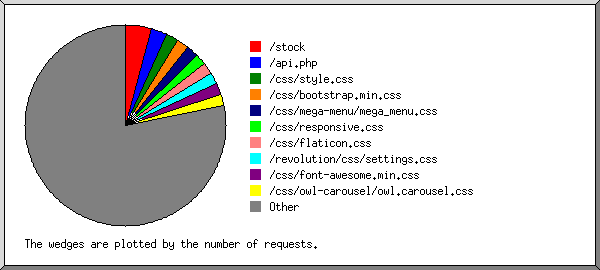 /stock
/api.php
/css/style.css
/css/bootstrap.min.css
/css/mega-menu/mega_menu.css
/css/responsive.css
/css/flaticon.css
/revolution/css/settings.css
/css/font-awesome.min.css
/css/owl-carousel/owl.carousel.css
Other
The wedges are plotted by the number of requests.